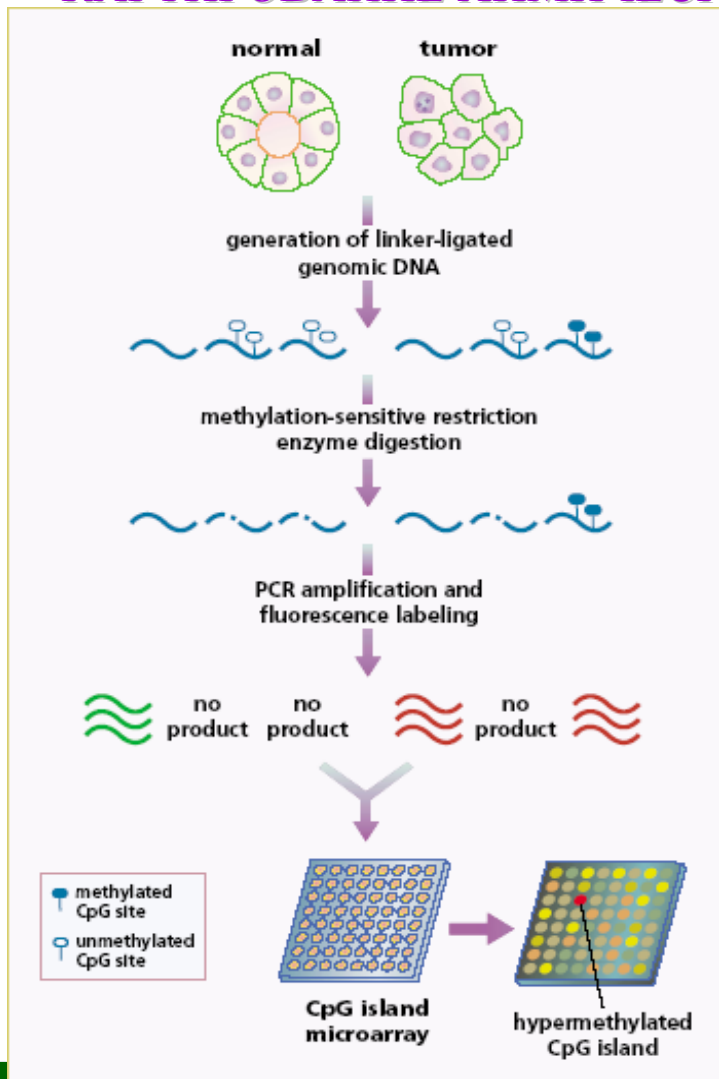 normal
tumor
generation of linker-ligated
genomic DNA
methylation-sensitive restriction
enzyme digestion
PCR amplification and
fluorescence labeling
no
product
no
product
no
product
methylated
CpG site
unmethylated
CpG site
CpG island
microarray
hypermethylated
CpG island